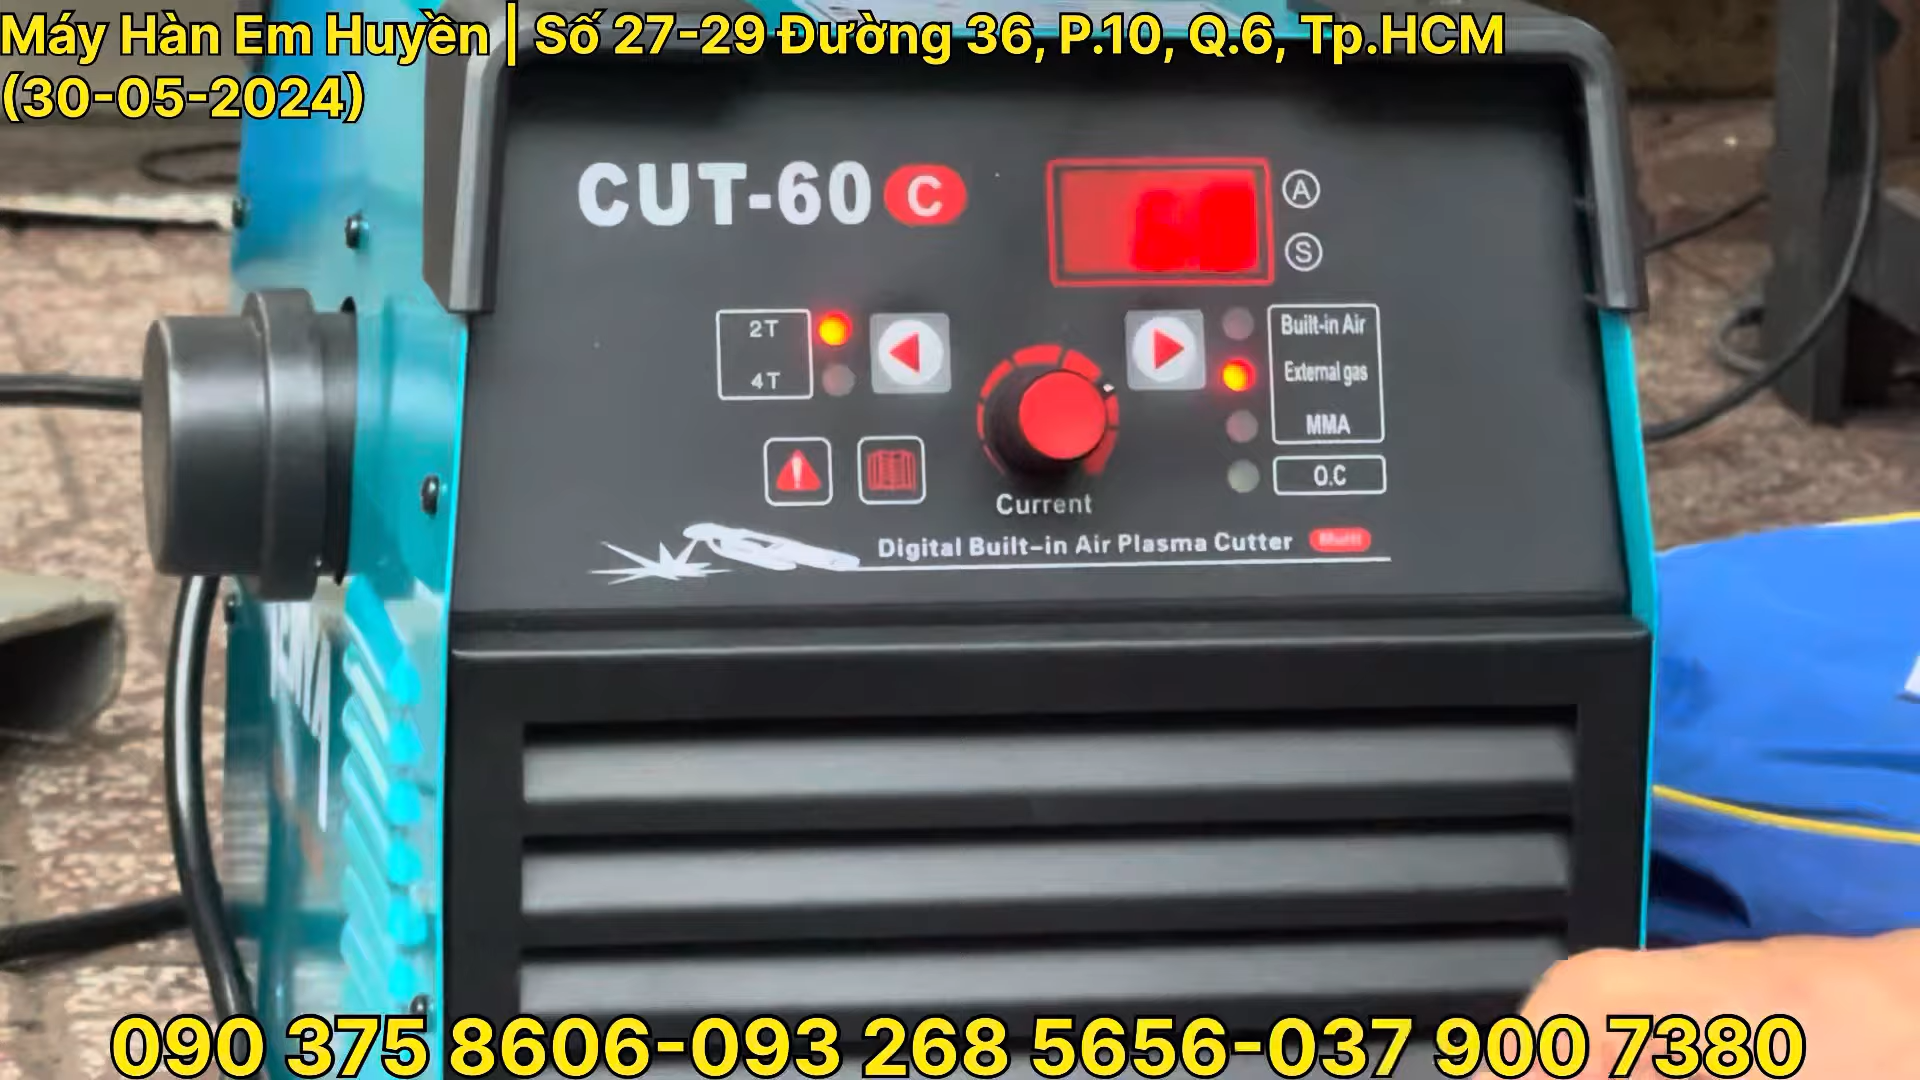 Máy Hàn Em Huyền | Số 27-29 Đường 36, P.10, Q.6, Tp.HCM
(30-05-2024)
CUT-60 C
A
S
2T
4T
Built-in Air
External gas
MMA
O.C
Current
Digital Built-in Air Plasma Cutter
090 375 8606-093 268 5656-037 900 7380